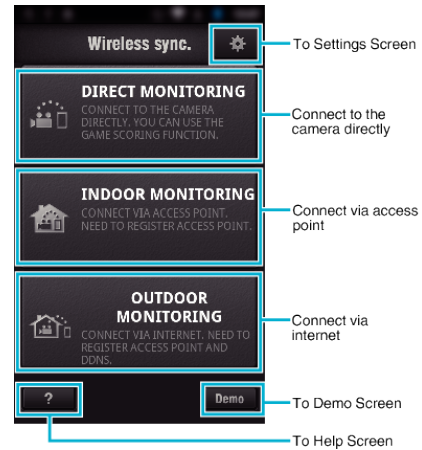 Wireless sync.
To Settings Screen
DIRECT MONITORING
CONNECT TO THE CAMERA
DIRECTLY. YOU CAN USE THE
GAME SCORING FUNCTION.
Connect to the
camera directly
INDOOR MONITORING
CONNECT VIA ACCESS POINT.
NEED TO REGISTER ACCESS POINT.
Connect via access
point
OUTDOOR
MONITORING
CONNECT VIA INTERNET. NEED TO
REGISTER ACCESS POINT AND
DDNS.
Connect via
internet
?
Demo
To Demo Screen
To Help Screen